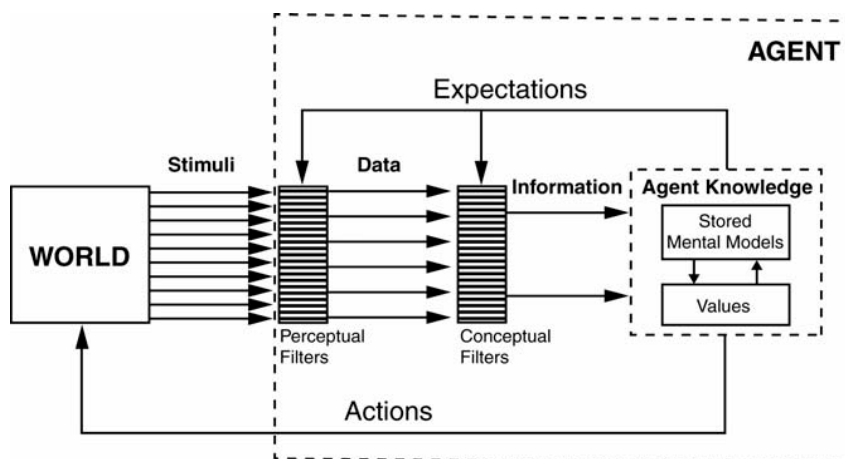 AGENT
Expectations
Stimuli
Data
Information
Agent Knowledge
Stored
Mental Models
WORLD
Values
Perceptual
Filters
Conceptual
Filters
Actions